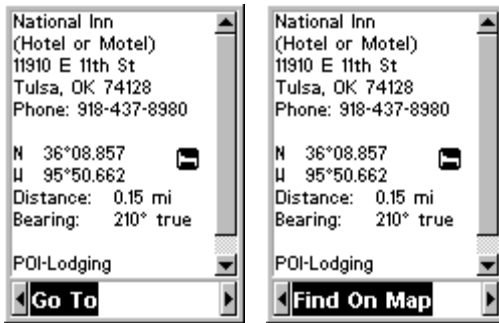 National Inn
(Hotel or Motel)
11910 E 11th St
Tulsa, OK 74128
Phone: 918-437-8980
N 36°08.857
W 95°50.662
Distance: 0.15 mi
Bearing: 210° true
POI-Lodging
Go To
National Inn
(Hotel or Motel)
11910 E 11th St
Tulsa, OK 74128
Phone: 918-437-8980
N 36°08.857
W 95°50.662
Distance: 0.15 mi
Bearing: 210° true
POI-Lodging
Find On Map